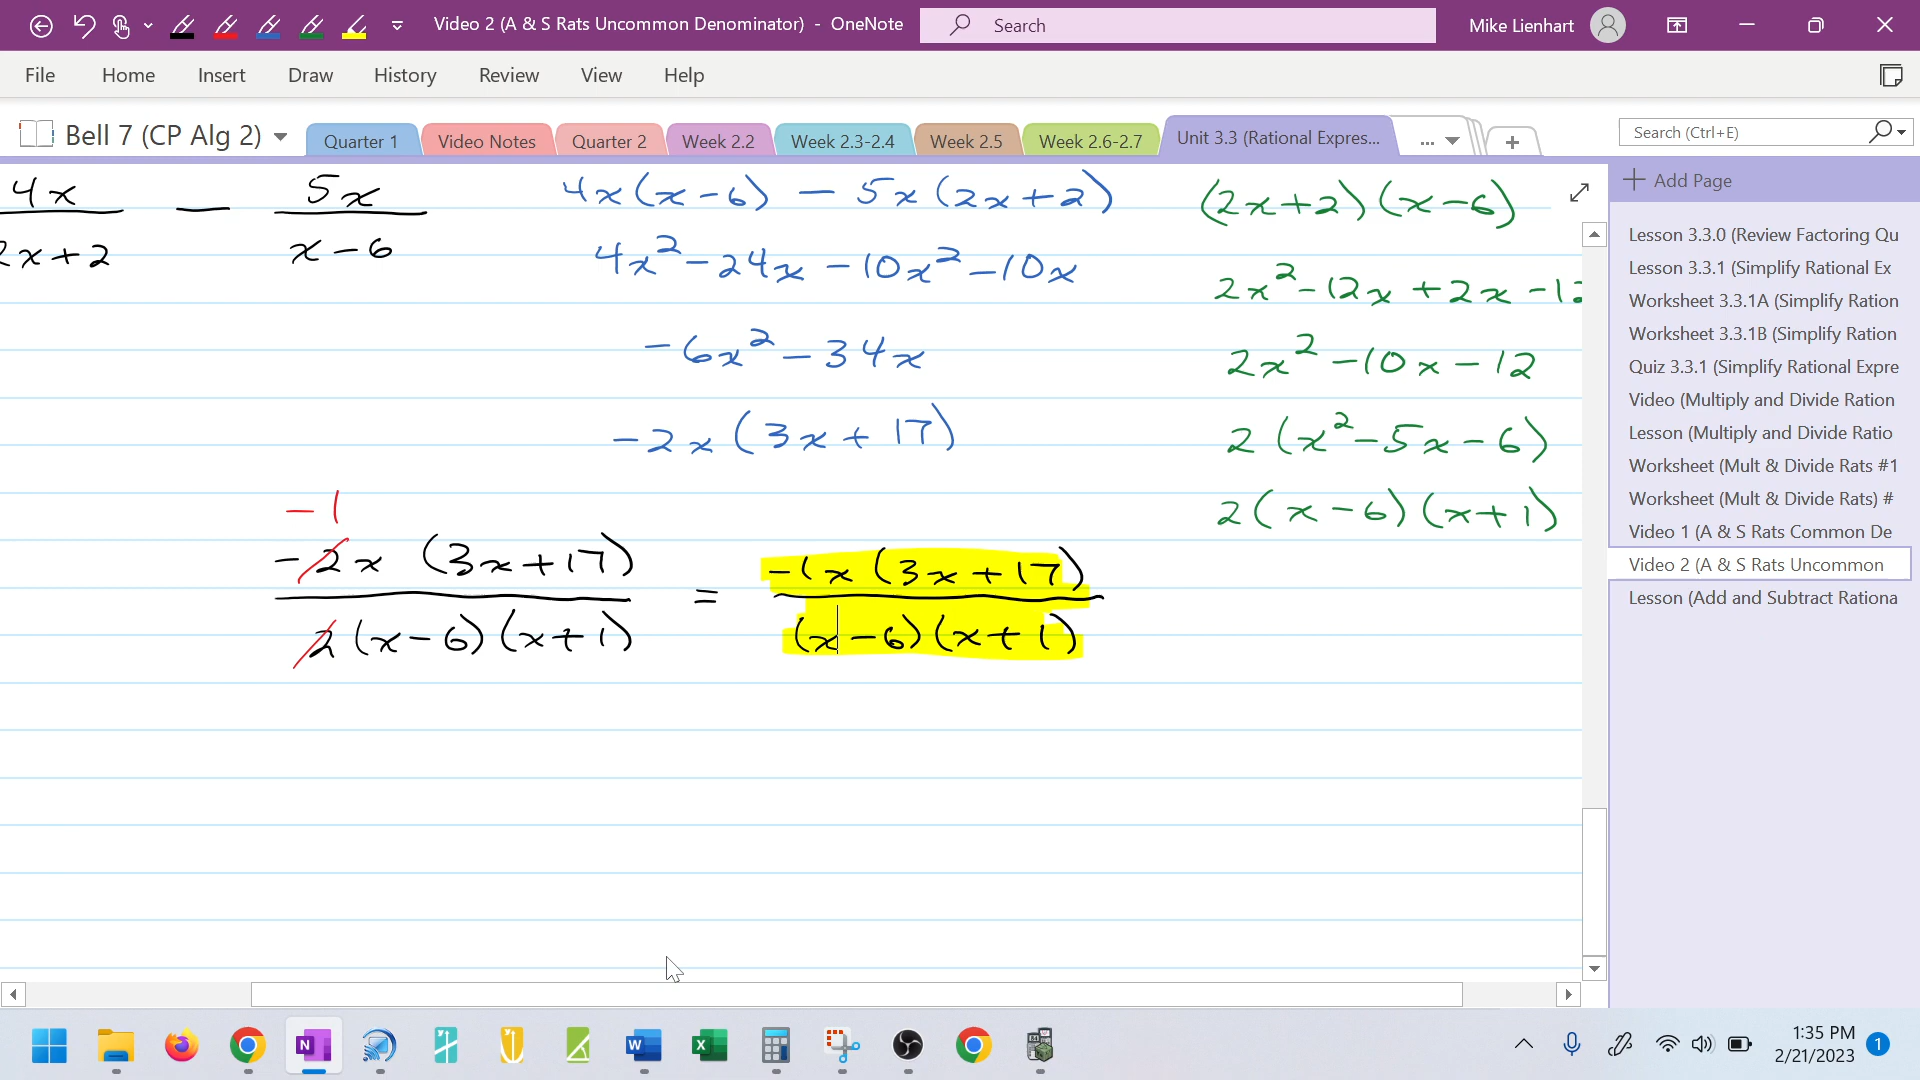 Video 2 (A & S Rats Uncommon Denominator) - OneNote
Search
Mike Lienhart
File Home Insert Draw History Review View Help
Bell 7 (CP Alg 2)
Quarter 1
Video Notes
Quarter 2
Week 2.2
Week 2.3-2.4
Week 2.5
Week 2.6-2.7
Unit 3.3 (Rational Expres...
...
+
Search (Ctrl+E)
Add Page
Lesson 3.3.0 (Review Factoring Qu
Lesson 3.3.1 (Simplify Rational Ex
Worksheet 3.3.1A (Simplify Ration
Worksheet 3.3.1B (Simplify Ration
Quiz 3.3.1 (Simplify Rational Expre
Video (Multiply and Divide Ration
Lesson (Multiply and Divide Ratio
Worksheet (Mult & Divide Rats #1
Worksheet (Mult & Divide Rats) #
Video 1 (A & S Rats Common De
Video 2 (A & S Rats Uncommon
Lesson (Add and Subtract Rationa
4x — 5x
2x+2 x-6
4x(x-6) - 5x(2x+2)
4x²-24x-10x²-10x
-6x²-34x
-2x(3x+17)
(2x+2)(x-6)
2x²-12x+2x-12
2x²-10x-12
2(x²-5x-6)
2(x-6)(x+1)
-1
-2x (3x+17) = -1x(3x+17)
2(x-6)(x+1) (x-6)(x+1)
1:35 PM
2/21/2023
1